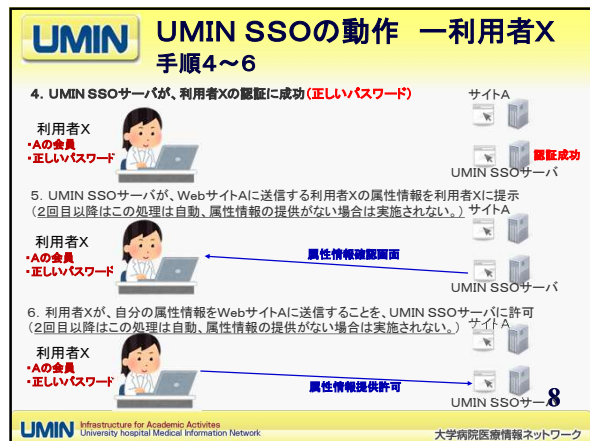 UMIN
UMIN SSOの動作 ー利用者X
手順4～6
4. UMIN SSOサーバが、利用者Xの認証に成功(正しいパスワード)
サイトA
利用者X
・Aの会員
・正しいパスワード
認証成功
UMIN SSOサーバ
5. UMIN SSOサーバが、WebサイトAに送信する利用者Xの属性情報を利用者Xに提示
(2回目以降はこの処理は自動、属性情報の提供がない場合は実施されない。)
サイトA
利用者X
・Aの会員
・正しいパスワード
属性情報確認画面
UMIN SSOサーバ
6. 利用者Xが、自分の属性情報をWebサイトAに送信することを、UMIN SSOサーバに許可
(2回目以降はこの処理は自動、属性情報の提供がない場合は実施されない。)
サイトA
利用者X
・Aの会員
・正しいパスワード
属性情報提供許可
UMIN SSOサーバ
8
UMIN
Infrastructure for Academic Activites
University hospital Medical Information Network
大学病院医療情報ネットワーク